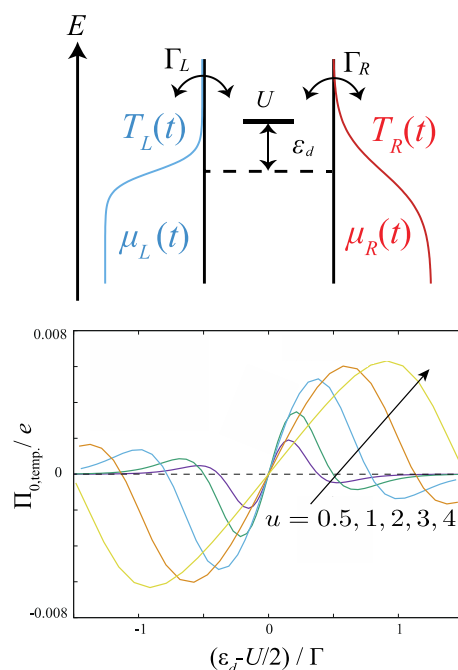 E
Γ_L
Γ_R
U
T_L(t)
ε_d
T_R(t)
μ_L(t)
μ_R(t)
0.008
0
-0.008
Π_{0,temp.}/ e
u = 0.5, 1, 2, 3, 4
-1 0 1
(ε_d-U/2) / Γ